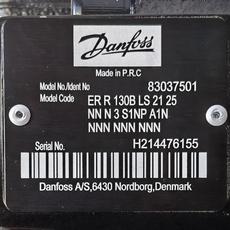 Danfoss
Made in P.R.C
Model No./Ident No 83037501
Model Code ER R 130B LS 21 25
NN N 3 S1NP A1N
NNN NNN NNN
Serial No. H214476155
Danfoss A/S,6430 Nordborg,Denmark